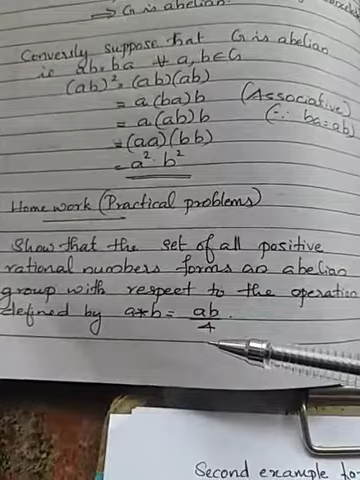 ⇒ G is abelian.
Conversly suppose that G is abelian
ie ab=ba ∀ a, b ∈ G
(ab)² = (ab)(ab)
= a(ba)b (Associative)
= a(ab)b (∵ ba=ab)
= (aa)(bb)
= a². b²
Home work (Practical problems)
Show that the set of all positive
rational numbers forms an abelian
group with respect to the operation
defined by a*b = ab/4.
Second example fo